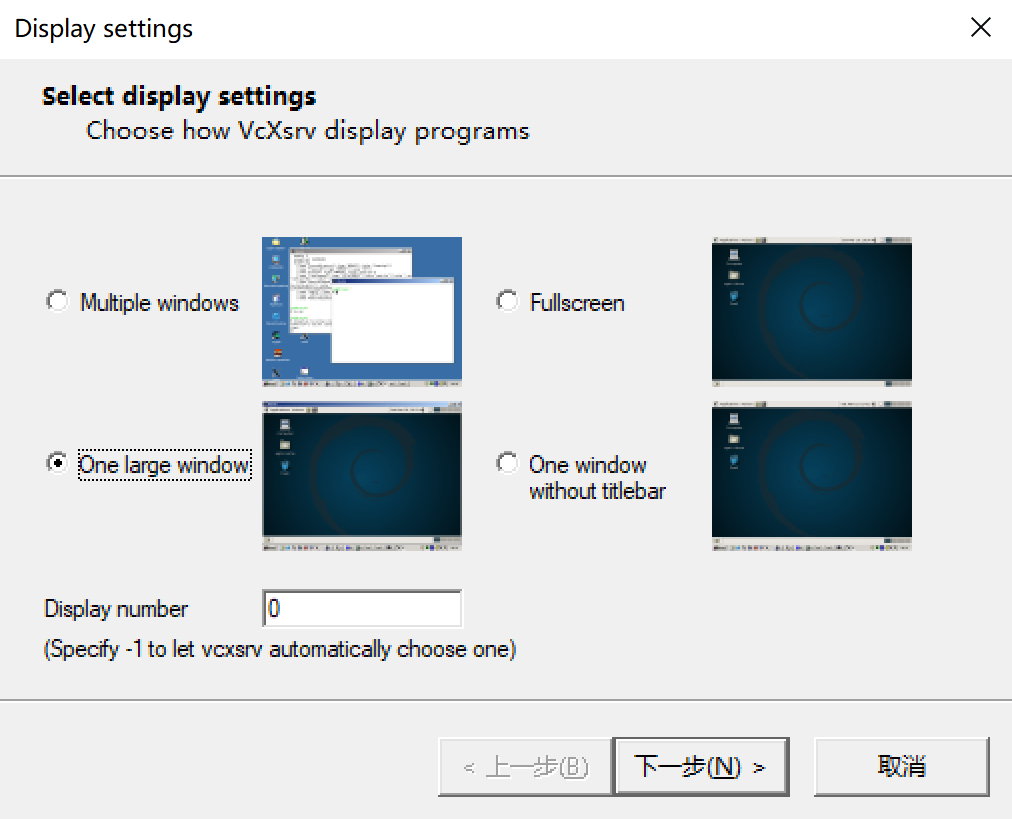 Display settings
Select display settings
Choose how VcXsrv display programs
Multiple windows
Fullscreen
One large window
One window
without titlebar
Display number
0
(Specify -1 to let vcxsrv automatically choose one)
< 上一步(B)
下一步(N) >
取消